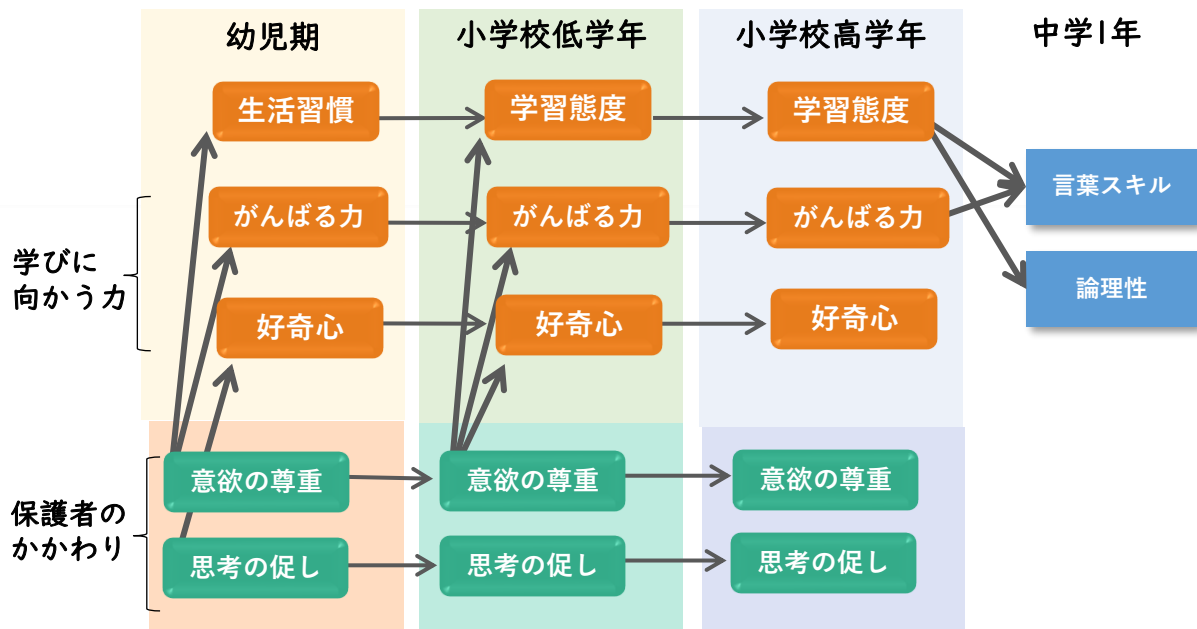 幼児期
小学校低学年
小学校高学年
中学1年
生活習慣
学習態度
学習態度
言葉スキル
がんばる力
がんばる力
がんばる力
学びに
向かう力
論理性
好奇心
好奇心
好奇心
保護者の
かかわり
意欲の尊重
意欲の尊重
意欲の尊重
思考の促し
思考の促し
思考の促し